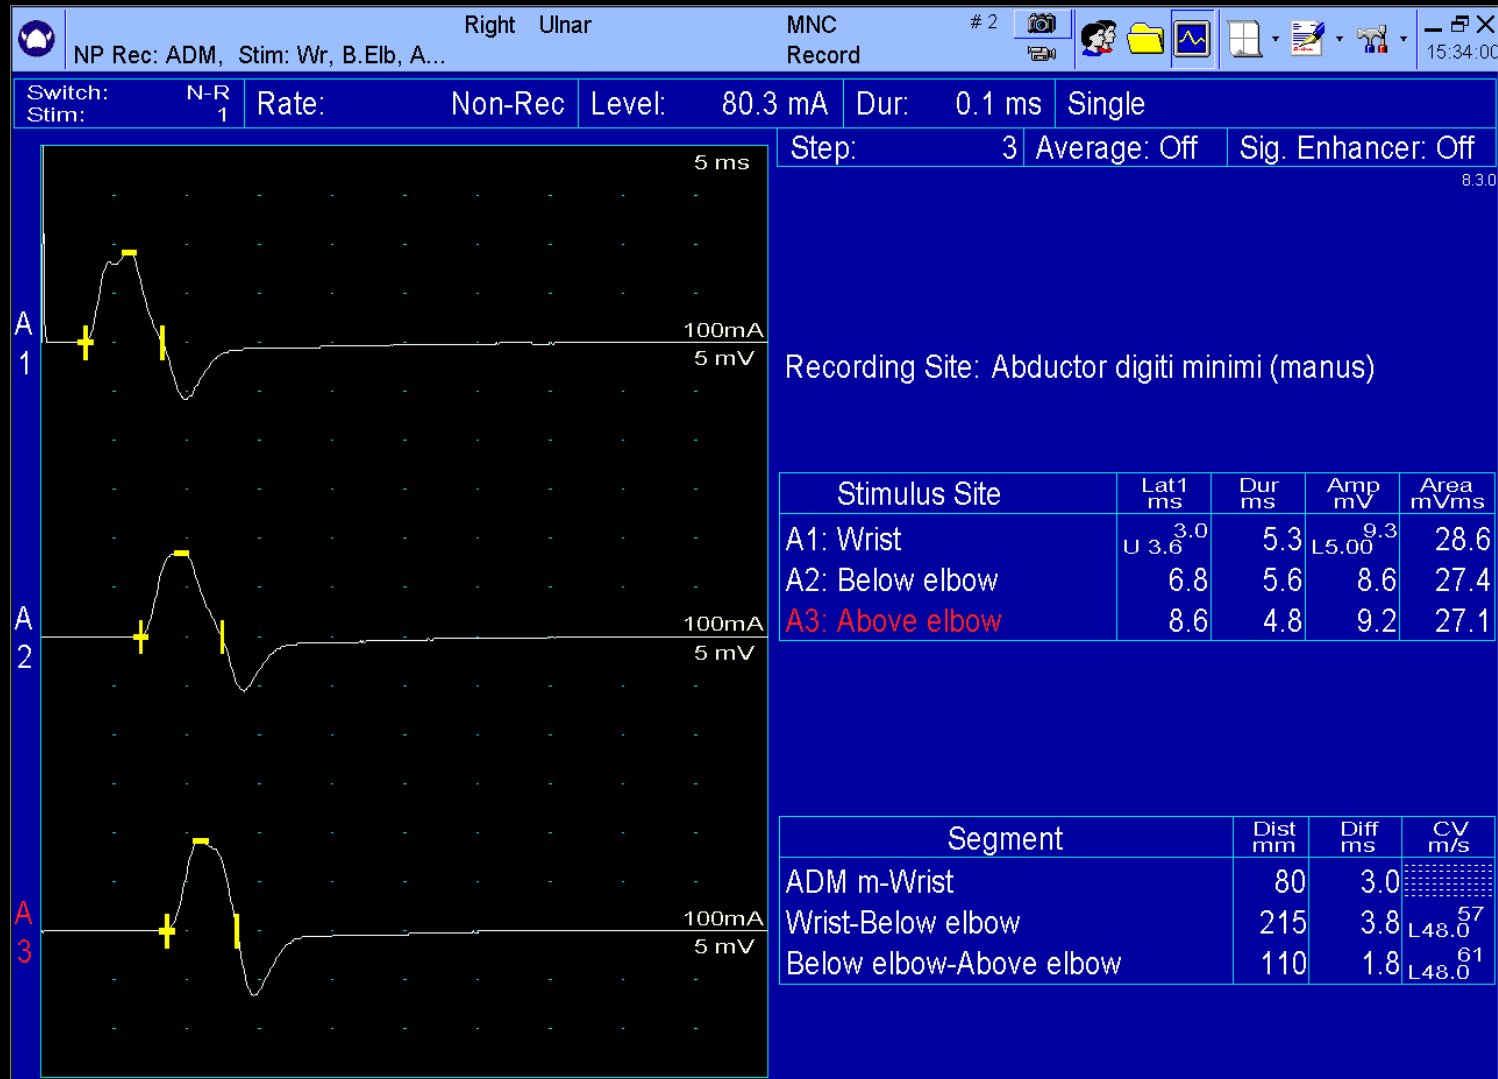 Right Ulnar MNC # 2
NP Rec: ADM, Stim: Wr, B.Elb, A... Record 15:34:00
Switch: N-R
Stim: 1
Rate: Non-Rec Level: 80.3 mA Dur: 0.1 ms Single
Step: 3 Average: Off Sig. Enhancer: Off
8.3.0
5 ms
A
1
100mA
5 mV
A
2
100mA
5 mV
A
3
100mA
5 mV
Recording Site: Abductor digiti minimi (manus)
Stimulus Site Lat1 ms Dur ms Amp mV Area mVms
A1: Wrist U 3.6 3.0 5.3 L5.00 9.3 28.6
A2: Below elbow 6.8 5.6 8.6 27.4
A3: Above elbow 8.6 4.8 9.2 27.1
Segment Dist mm Diff ms CV m/s
ADM m-Wrist 80 3.0
Wrist-Below elbow 215 3.8 L48.0 57
Below elbow-Above elbow 110 1.8 L48.0 61